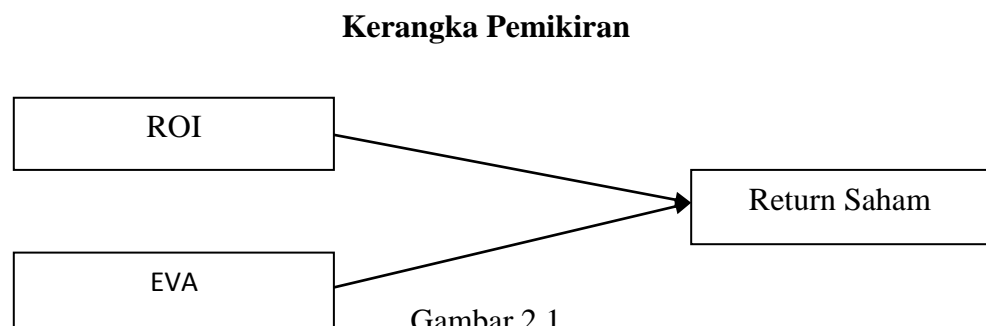 Kerangka Pemikiran
ROI
Return Saham
EVA
Gambar 2.1